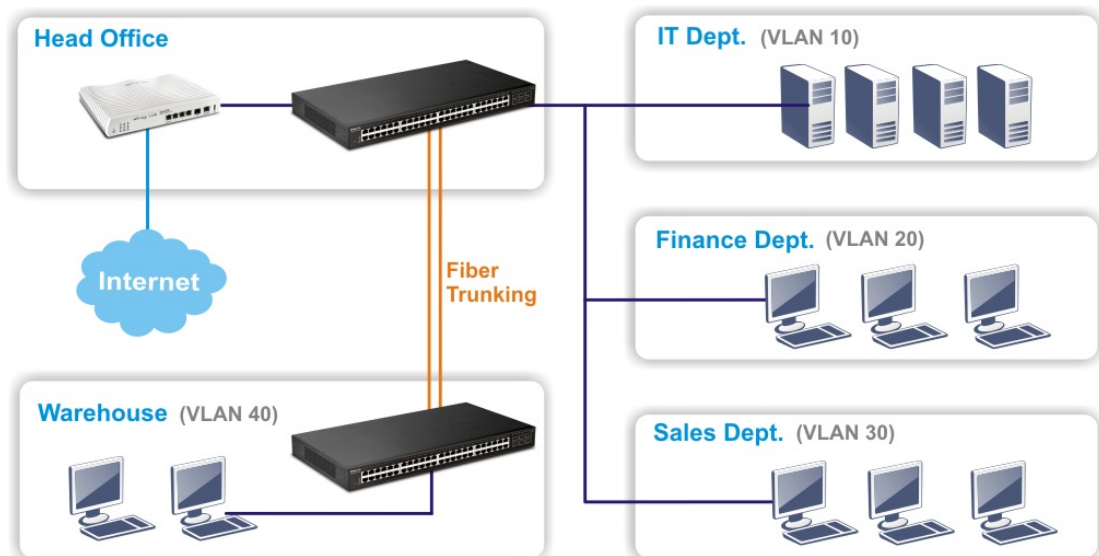 Head Office
IT Dept. (VLAN 10)
Internet
Fiber
Trunking
Finance Dept. (VLAN 20)
Warehouse (VLAN 40)
Sales Dept. (VLAN 30)